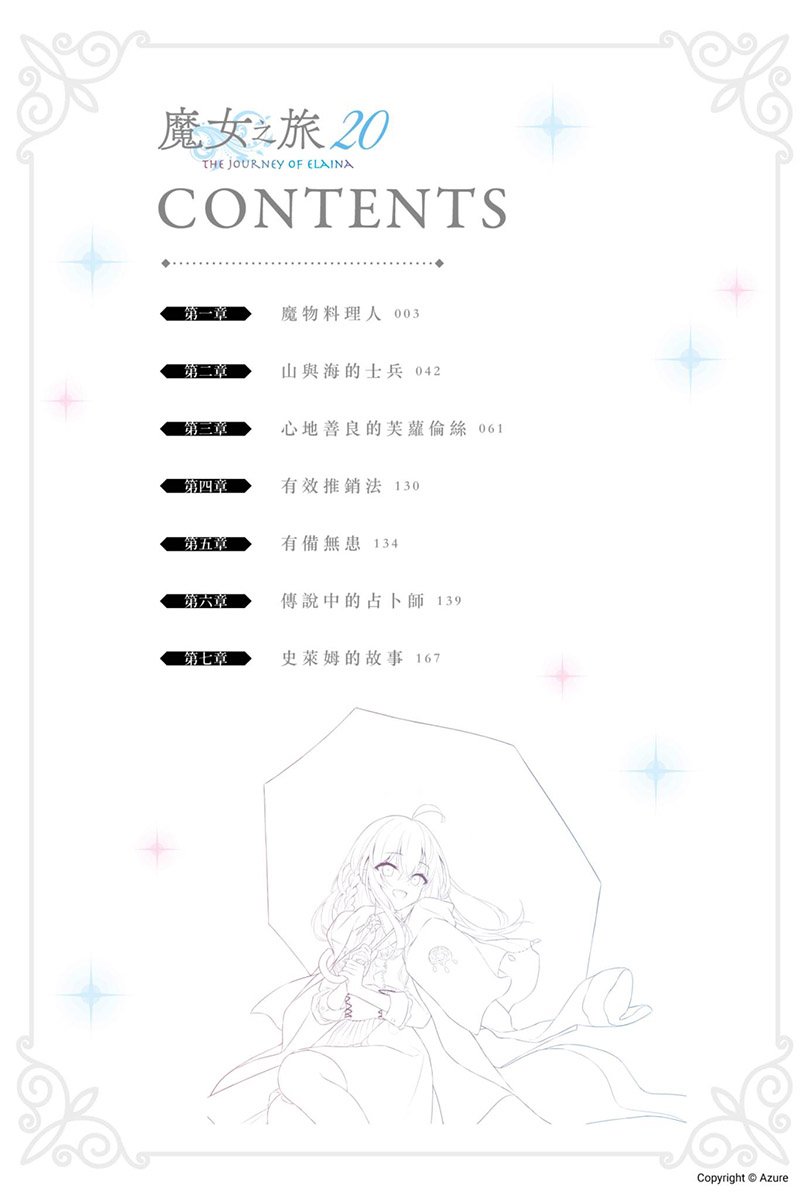 魔女之旅 20
THE JOURNEY OF ELAINA
CONTENTS
第一章 魔物料理人 003
第二章 山與海的士兵 042
第三章 心地善良的芙蘿倫絲 061
第四章 有效推銷法 130
第五章 有備無患 134
第六章 傳說中的占卜師 139
第七章 史萊姆的故事 167
Copyright © Azure